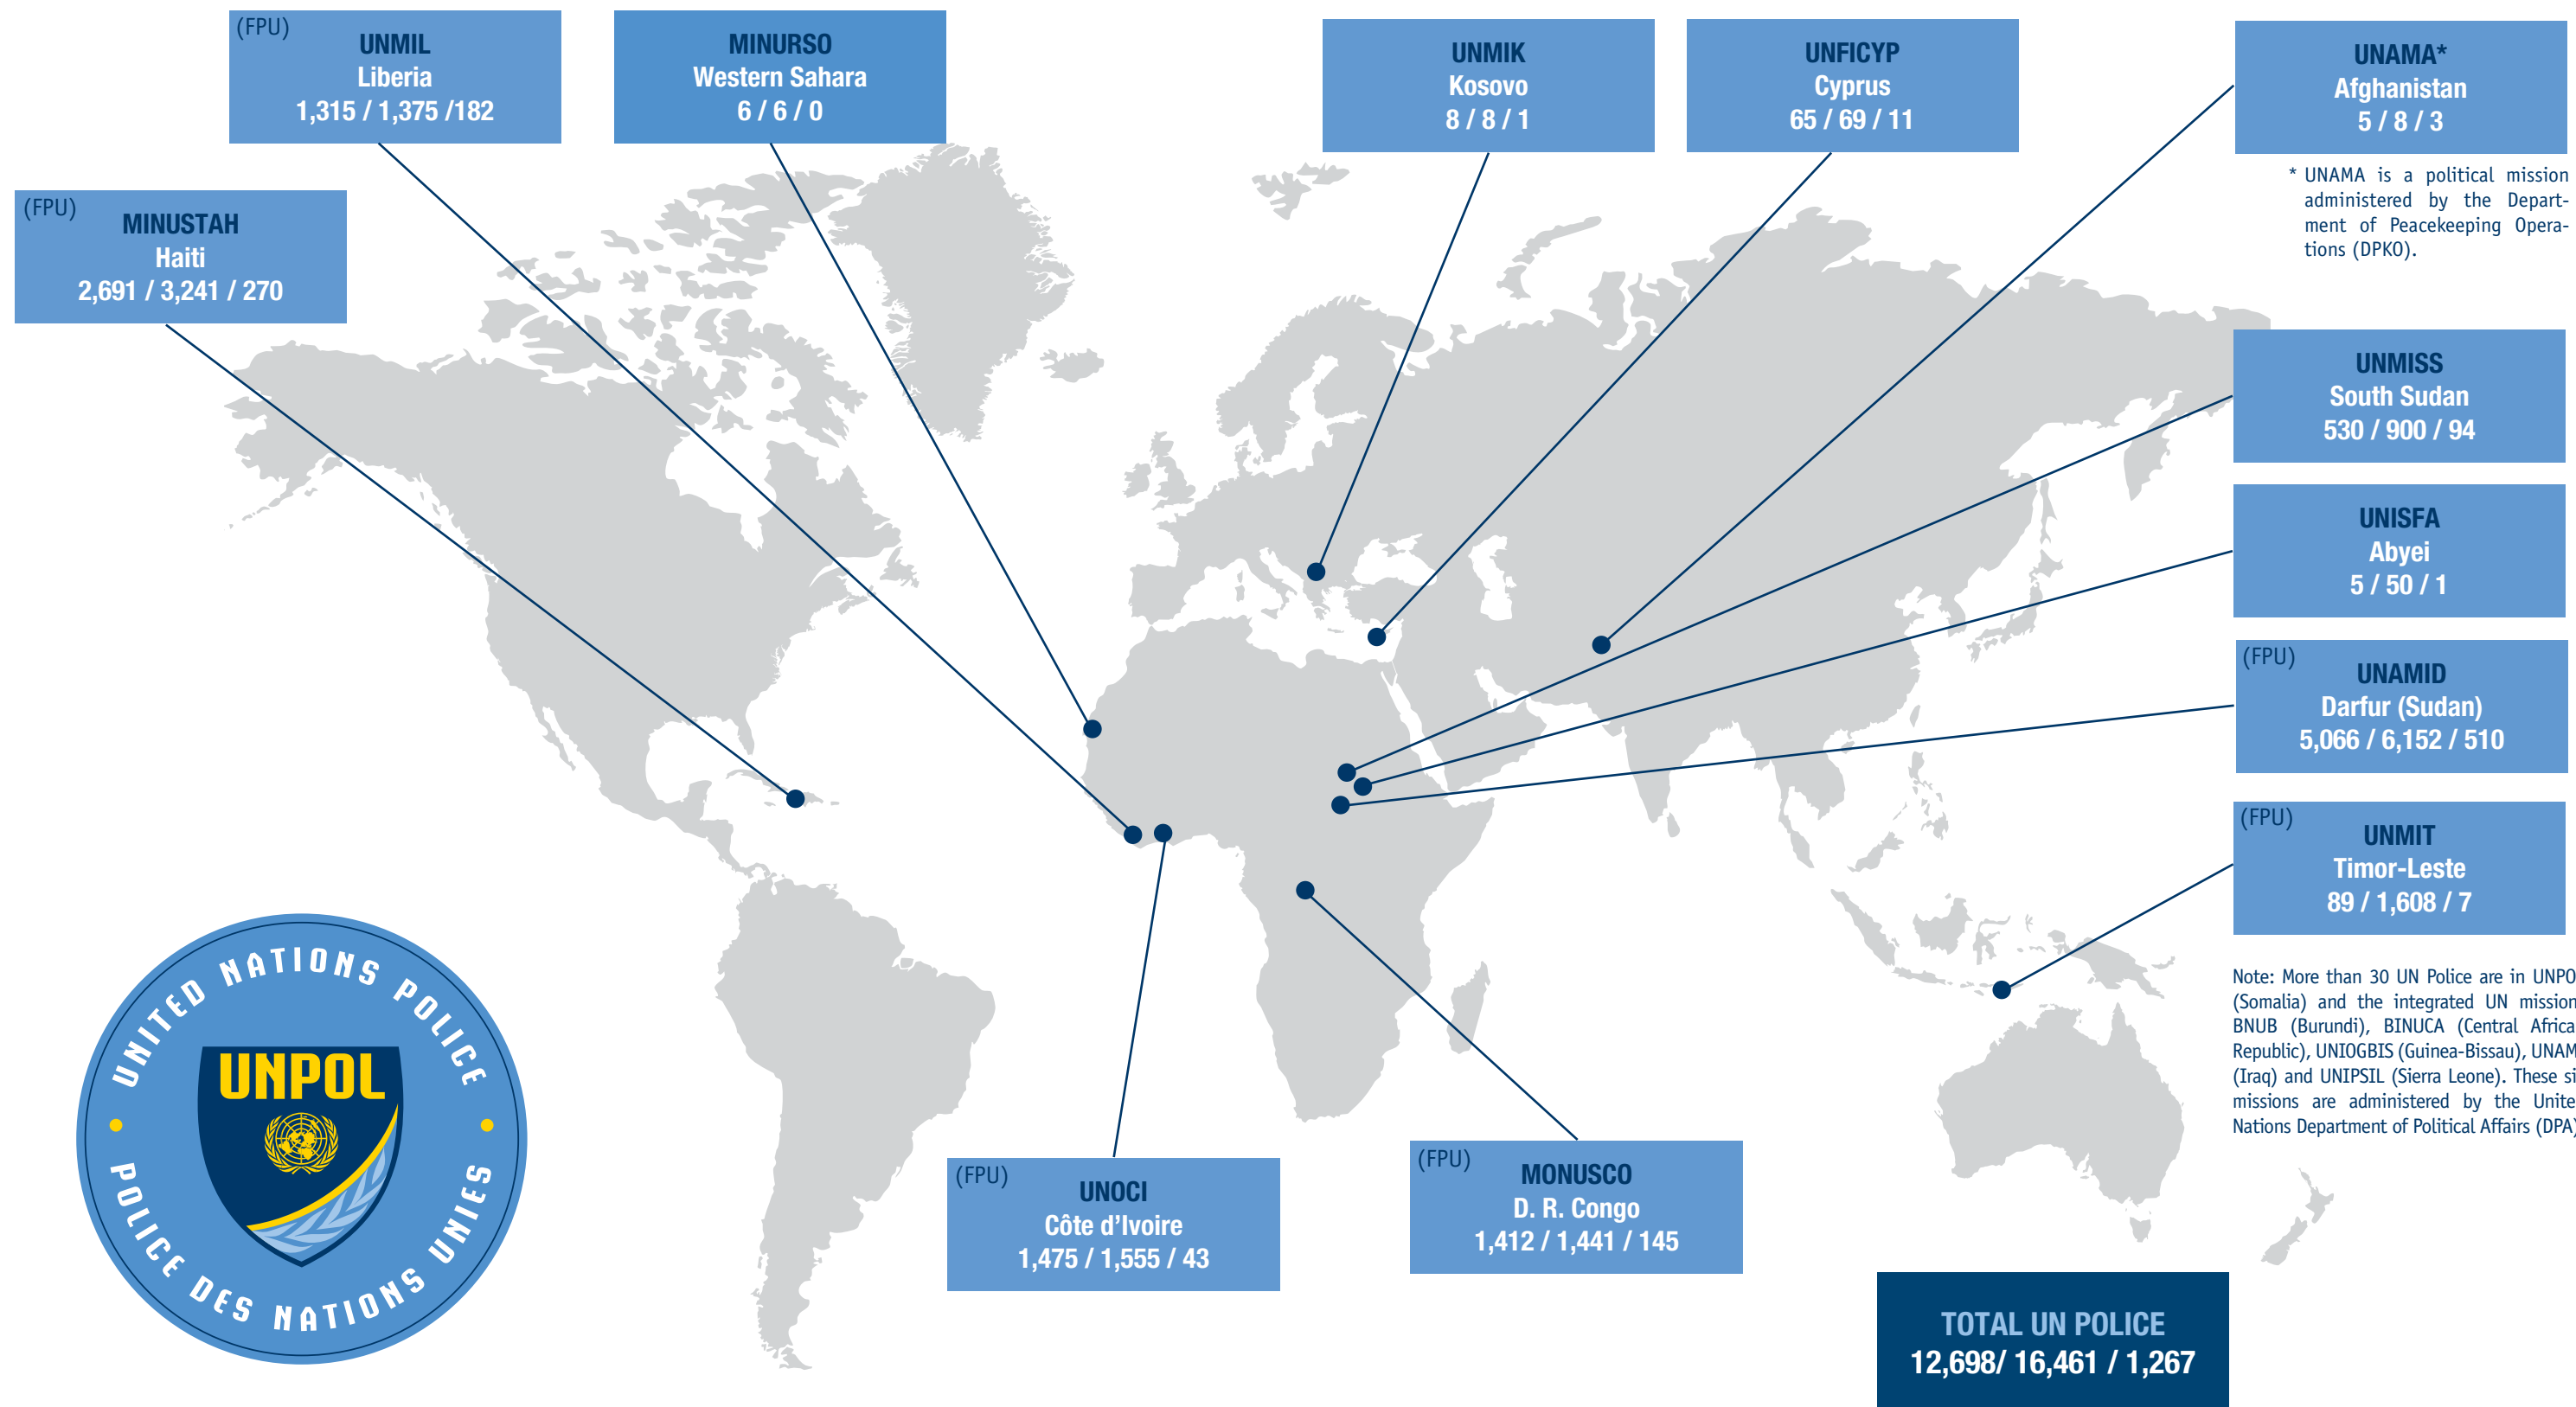 (FPU)
UNMIL
Liberia
1,315 / 1,375 /182
MINURSO
Western Sahara
6 / 6 / 0
UNMIK
Kosovo
8 / 8 / 1
UNFICYP
Cyprus
65 / 69 / 11
UNAMA*
Afghanistan
5 / 8 / 3
* UNAMA is a political mission
administered by the Depart-
ment of Peacekeeping Opera-
tions (DPKO).
(FPU)
MINUSTAH
Haiti
2,691 / 3,241 / 270
UNMISS
South Sudan
530 / 900 / 94
UNISFA
Abyei
5 / 50 / 1
(FPU)
UNAMID
Darfur (Sudan)
5,066 / 6,152 / 510
(FPU)
UNMIT
Timor-Leste
89 / 1,608 / 7
Note: More than 30 UN Police are in UNPO
(Somalia) and the integrated UN mission
BNUB (Burundi), BINUCA (Central Africa
Republic), UNIOGBIS (Guinea-Bissau), UNAM
(Iraq) and UNIPSIL (Sierra Leone). These si
missions are administered by the Unite
Nations Department of Political Affairs (DPA)
UNITED NATIONS POLICE
UNPOL
POLICE DES NATIONS UNIES
(FPU)
UNOCI
Côte d’Ivoire
1,475 / 1,555 / 43
(FPU)
MONUSCO
D. R. Congo
1,412 / 1,441 / 145
TOTAL UN POLICE
12,698/ 16,461 / 1,267